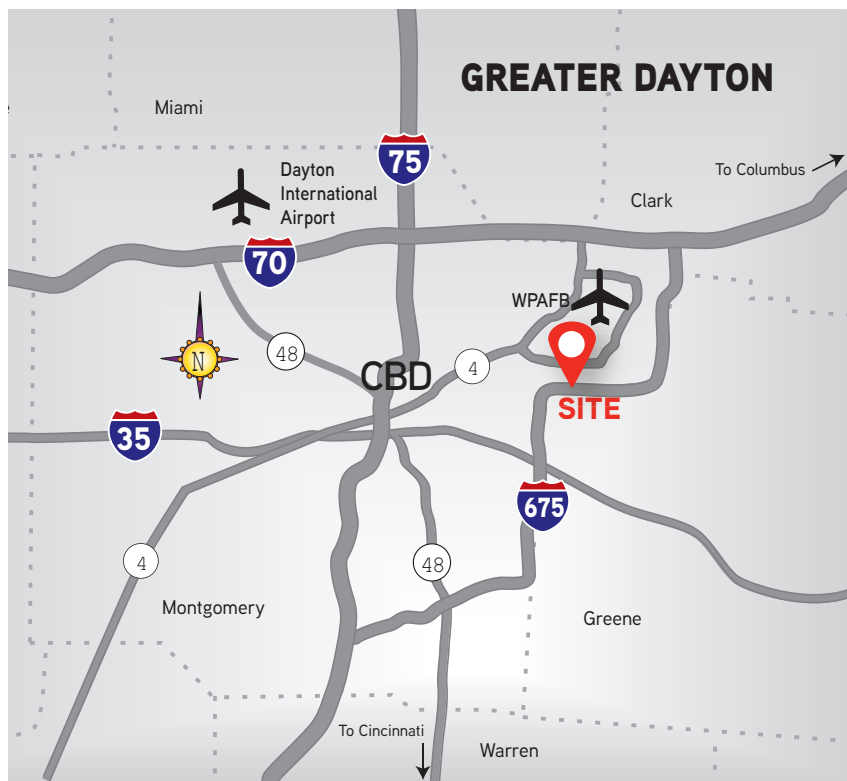 GREATER DAYTON
Miami
75
Dayton
International
Airport
To Columbus
Clark
70
WPAFB
N
48
CBD
4
SITE
35
675
4
48
Montgomery
Greene
To Cincinnati
Warren